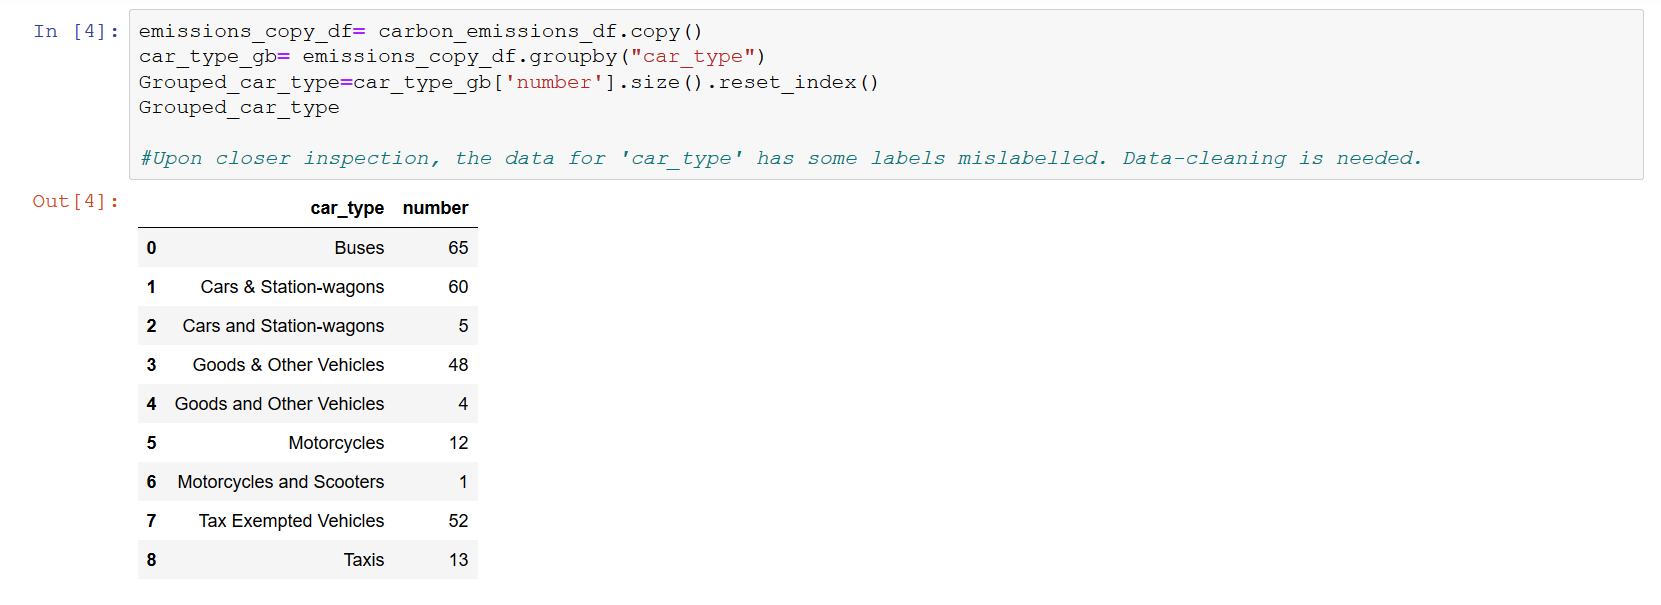 In [4]: emissions_copy_df= carbon_emissions_df.copy()
car_type_gb= emissions_copy_df.groupby("car_type")
Grouped_car_type=car_type_gb['number'].size().reset_index()
Grouped_car_type
#Upon closer inspection, the data for 'car_type' has some labels mislabelled. Data-cleaning is needed.
Out[4]:
car_type number
0 Buses 65
1 Cars & Station-wagons 60
2 Cars and Station-wagons 5
3 Goods & Other Vehicles 48
4 Goods and Other Vehicles 4
5 Motorcycles 12
6 Motorcycles and Scooters 1
7 Tax Exempted Vehicles 52
8 Taxis 13